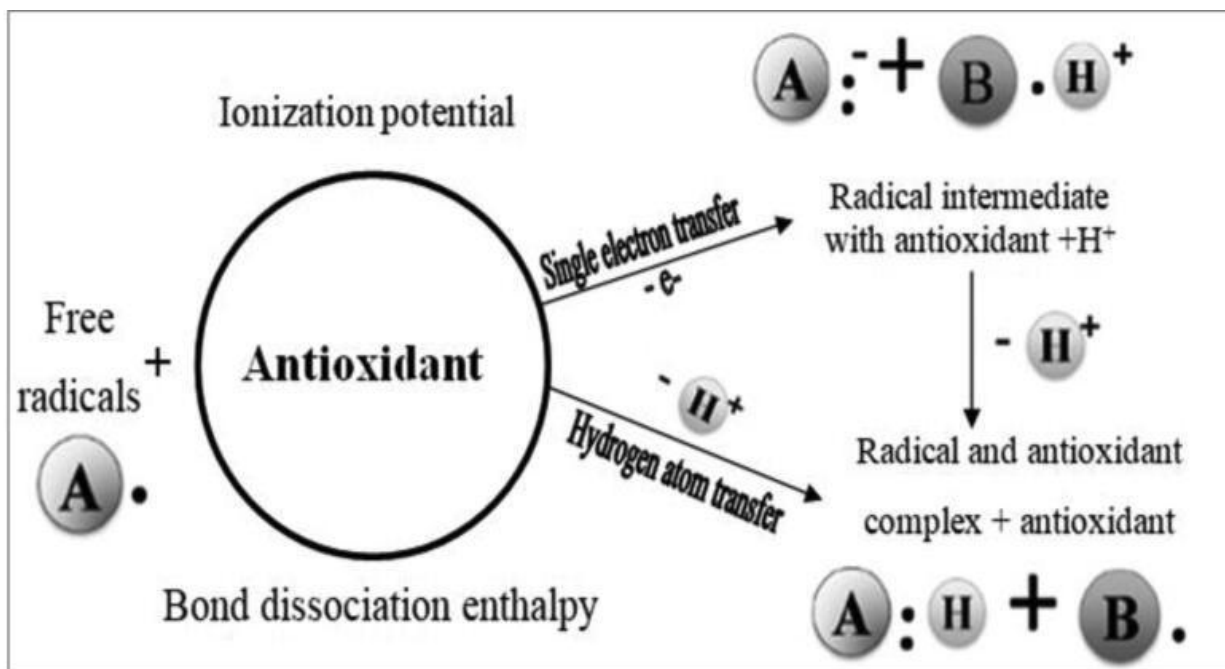 A :- + B . H+
Ionization potential
Radical intermediate
with antioxidant +H+
Single electron transfer
- e-
Free
radicals
+
Antioxidant
- H+
- H+
Hydrogen atom transfer
A .
Radical and antioxidant
complex + antioxidant
Bond dissociation enthalpy
A : H + B .